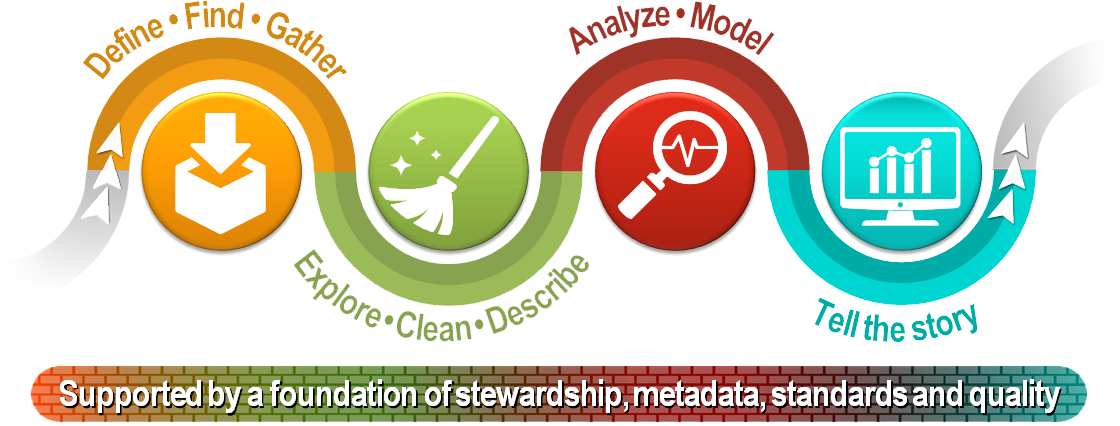 Define • Find • Gather
Explore • Clean • Describe
Analyze • Model
Tell the story
Supported by a foundation of stewardship, metadata, standards and quality